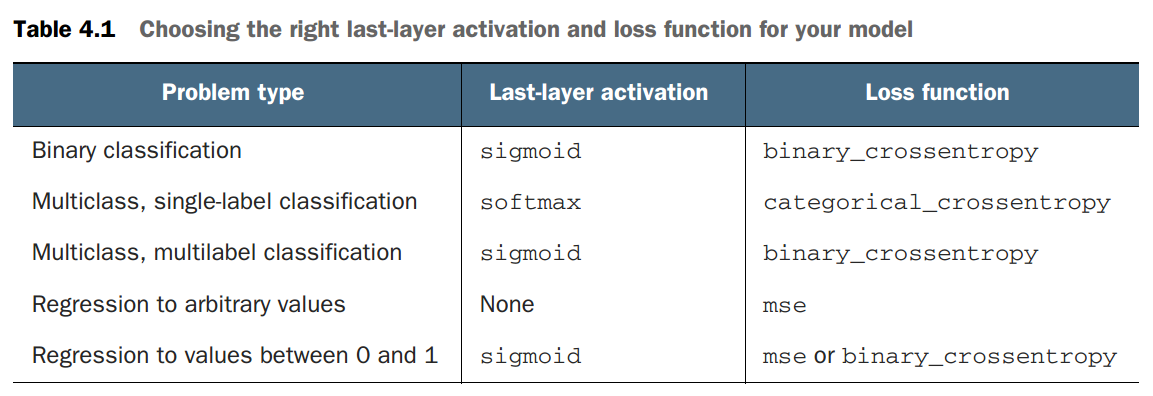 Table 4.1 Choosing the right last-layer activation and loss function for your model
Problem type Last-layer activation Loss function
Binary classification sigmoid binary_crossentropy
Multiclass, single-label classification softmax categorical_crossentropy
Multiclass, multilabel classification sigmoid binary_crossentropy
Regression to arbitrary values None mse
Regression to values between 0 and 1 sigmoid mse or binary_crossentropy